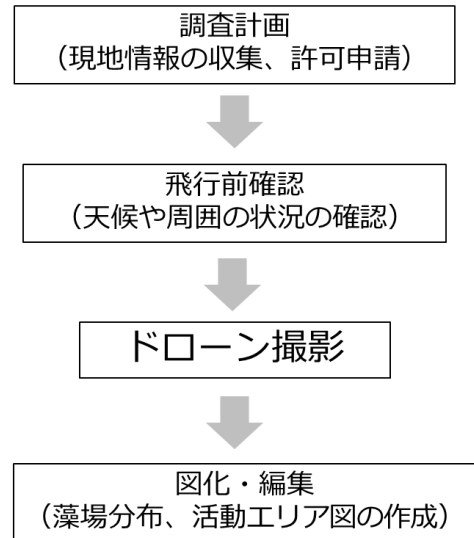 調査計画
（現地情報の収集、許可申請）
飛行前確認
（天候や周囲の状況の確認）
ドローン撮影
図化・編集
（藻場分布、活動エリア図の作成）